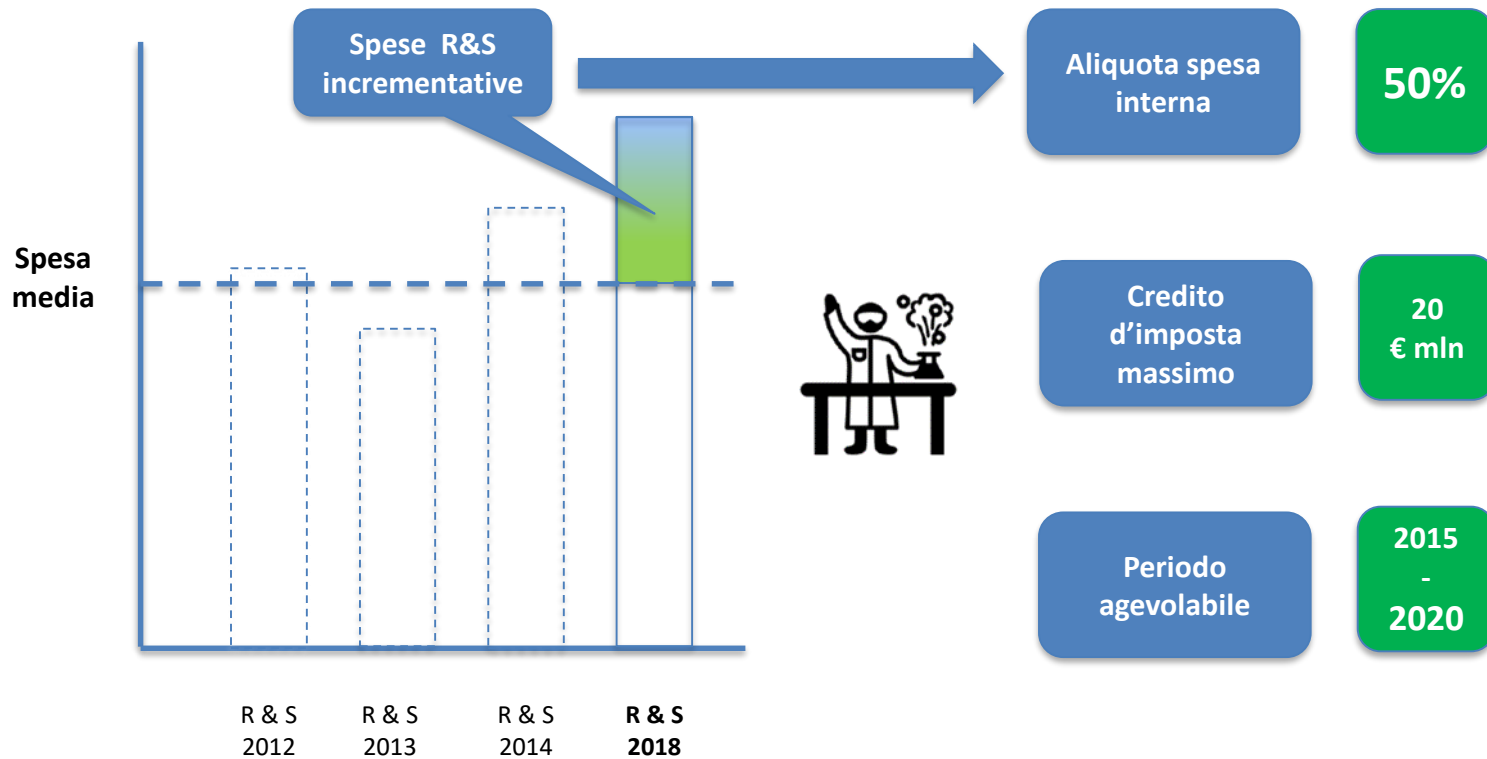 Spese R&S
incrementative
Aliquota spesa
interna
50%
Spesa
media
Credito
d’imposta
massimo
20
€ mln
Periodo
agevolabile
2015
-
2020
R & S
2012
R & S
2013
R & S
2014
R & S
2018